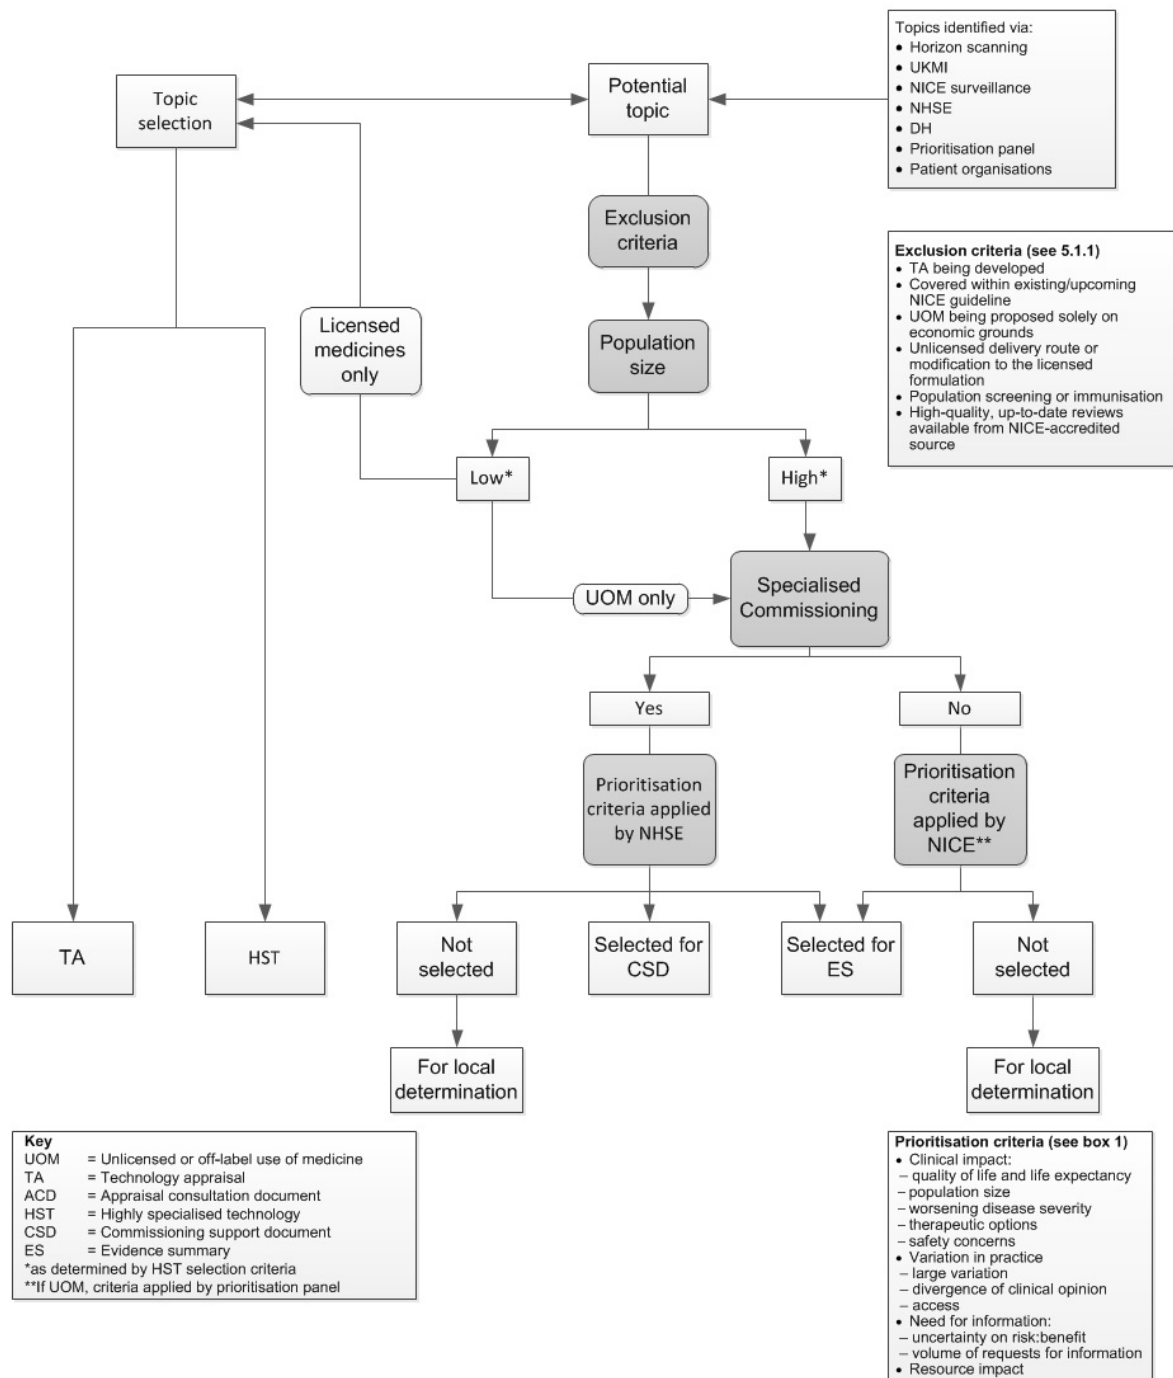 Topics identified via:
• Horizon scanning
• UKMI
• NICE surveillance
• NHSE
• DH
• Prioritisation panel
• Patient organisations
Topic
selection
Potential
topic
Exclusion
criteria
Exclusion criteria (see 5.1.1)
• TA being developed
• Covered within existing/upcoming
NICE guideline
• UOM being proposed solely on
economic grounds
• Unlicensed delivery route or
modification to the licensed
formulation
• Population screening or immunisation
• High-quality, up-to-date reviews
available from NICE-accredited
source
Licensed
medicines
only
Population
size
Low*
High*
UOM only
Specialised
Commissioning
Yes
No
Prioritisation
criteria applied
by NHSE
Prioritisation
criteria
applied by
NICE**
TA
HST
Not
selected
Selected for
CSD
Selected for
ES
Not
selected
For local
determination
For local
determination
Key
UOM = Unlicensed or off-label use of medicine
TA = Technology appraisal
ACD = Appraisal consultation document
HST = Highly specialised technology
CSD = Commissioning support document
ES = Evidence summary
*as determined by HST selection criteria
**If UOM, criteria applied by prioritisation panel
Prioritisation criteria (see box 1)
• Clinical impact:
– quality of life and life expectancy
– population size
– worsening disease severity
– therapeutic options
– safety concerns
• Variation in practice
– large variation
– divergence of clinical opinion
– access
• Need for information:
– uncertainty on risk:benefit
– volume of requests for information
• Resource impact